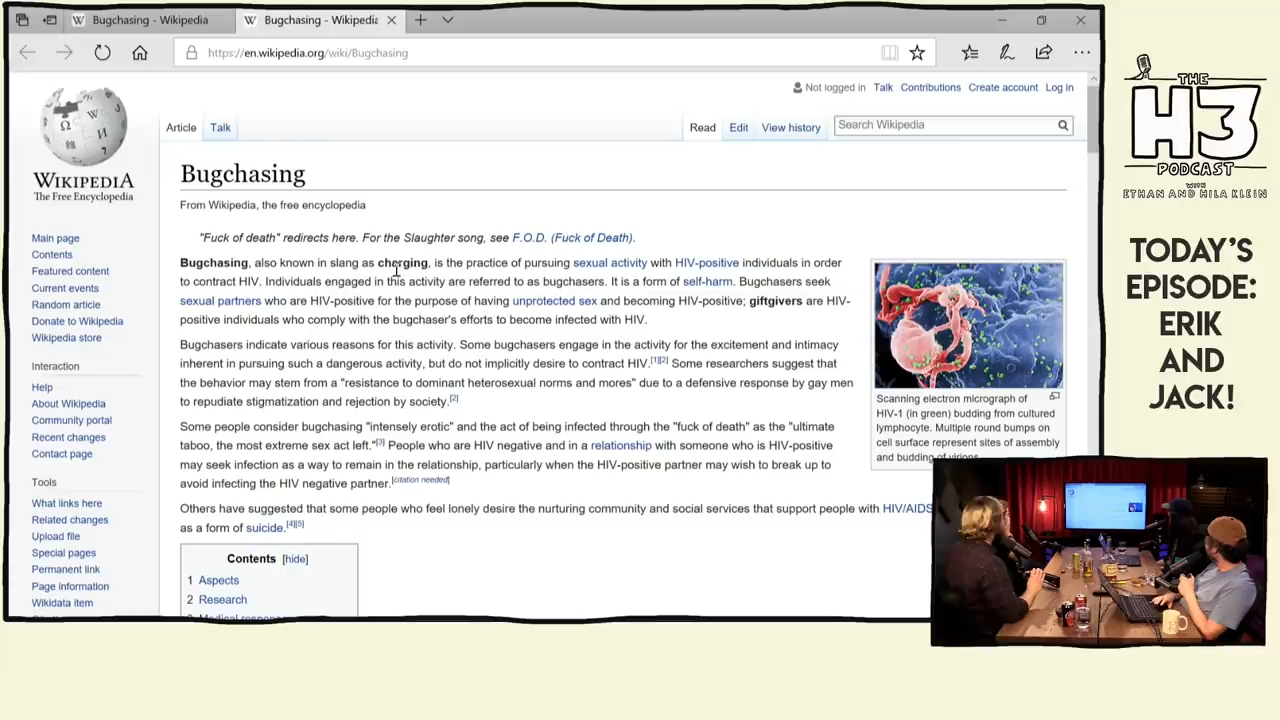 Bugchasing - Wikipedia
Bugchasing - Wikipedia
https://en.wikipedia.org/wiki/Bugchasing
Not logged in Talk Contributions Create account Log in
Article Talk Read Edit View history Search Wikipedia
WIKIPEDIA
The Free Encyclopedia
Main page
Contents
Featured content
Current events
Random article
Donate to Wikipedia
Wikipedia store
Interaction
Help
About Wikipedia
Community portal
Recent changes
Contact page
Tools
What links here
Related changes
Upload file
Special pages
Permanent link
Page information
Wikidata item
Bugchasing
From Wikipedia, the free encyclopedia
"Fuck of death" redirects here. For the Slaughter song, see F.O.D. (Fuck of Death).
Bugchasing, also known in slang as charging, is the practice of pursuing sexual activity with HIV-positive individuals in order
to contract HIV. Individuals engaged in this activity are referred to as bugchasers. It is a form of self-harm. Bugchasers seek
sexual partners who are HIV-positive for the purpose of having unprotected sex and becoming HIV-positive; giftgivers are HIV-
positive individuals who comply with the bugchaser's efforts to become infected with HIV.
Bugchasers indicate various reasons for this activity. Some bugchasers engage in the activity for the excitement and intimacy
inherent in pursuing such a dangerous activity, but do not implicitly desire to contract HIV.[1][2] Some researchers suggest that
the behavior may stem from a "resistance to dominant heterosexual norms and mores" due to a defensive response by gay men
to repudiate stigmatization and rejection by society.[2]
Some people consider bugchasing "intensely erotic" and the act of being infected through the "fuck of death" as the "ultimate
taboo, the most extreme sex act left."[3] People who are HIV negative and in a relationship with someone who is HIV-positive
may seek infection as a way to remain in the relationship, particularly when the HIV-positive partner may wish to break up to
avoid infecting the HIV negative partner.[citation needed]
Others have suggested that some people who feel lonely desire the nurturing community and social services that support people with HIV/AIDS
as a form of suicide.[4][5]
Contents [hide]
1 Aspects
2 Research
Medical response
Scanning electron micrograph of
HIV-1 (in green) budding from cultured
lymphocyte. Multiple round bumps on
cell surface represent sites of assembly
and budding of virions.
THE
H3
PODCAST
WITH
ETHAN AND HILA KLEIN
TODAY'S
EPISODE:
ERIK
AND
JACK!